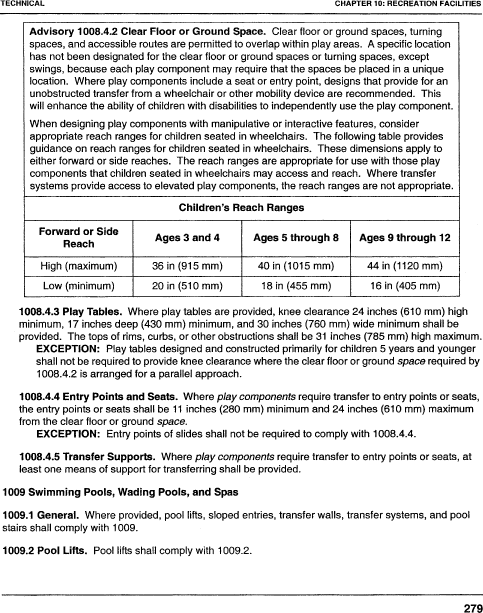 TECHNICAL
CHAPTER 10: RECREATION FACILITIES
Advisory 1008.4.2 Clear Floor or Ground Space. Clear floor or ground spaces, turning
spaces, and accessible routes are permitted to overlap within play areas. A specific location
has not been designated for the clear floor or ground spaces or turning spaces, except
swings, because each play component may require that the spaces be placed in a unique
location. Where play components include a seat or entry point, designs that provide for an
unobstructed transfer from a wheelchair or other mobility device are recommended. This
will enhance the ability of children with disabilities to independently use the play component.
When designing play components with manipulative or interactive features, consider
appropriate reach ranges for children seated in wheelchairs. The following table provides
guidance on reach ranges for children seated in wheelchairs. These dimensions apply to
either forward or side reaches. The reach ranges are appropriate for use with those play
components that children seated in wheelchairs may access and reach. Where transfer
systems provide access to elevated play components, the reach ranges are not appropriate.
Children's Reach Ranges
Forward or Side
Reach
Ages 3 and 4
Ages 5 through 8
Ages 9 through 12
High (maximum)
36 in (915 mm)
40 in (1015 mm)
44 in (1120 mm)
Low (minimum)
20 in (510 mm)
18 in (455 mm)
16 in (405 mm)
1008.4.3 Play Tables. Where play tables are provided, knee clearance 24 inches (610 mm) high
minimum, 17 inches deep (430 mm) minimum, and 30 inches (760 mm) wide minimum shall be
provided. The tops of rims, curbs, or other obstructions shall be 31 inches (785 mm) high maximum.
EXCEPTION: Play tables designed and constructed primarily for children 5 years and younger
shall not be required to provide knee clearance where the clear floor or ground space required by
1008.4.2 is arranged for a parallel approach.
1008.4.4 Entry Points and Seats. Where play components require transfer to entry points or seats,
the entry points or seats shall be 11 inches (280 mm) minimum and 24 inches (610 mm) maximum
from the clear floor or ground space.
EXCEPTION: Entry points of slides shall not be required to comply with 1008.4.4.
1008.4.5 Transfer Supports. Where play components require transfer to entry points or seats, at
least one means of support for transferring shall be provided.
1009 Swimming Pools, Wading Pools, and Spas
1009.1 General. Where provided, pool lifts, sloped entries, transfer walls, transfer systems, and pool
stairs shall comply with 1009.
1009.2 Pool Lifts. Pool lifts shall comply with 1009.2.
279